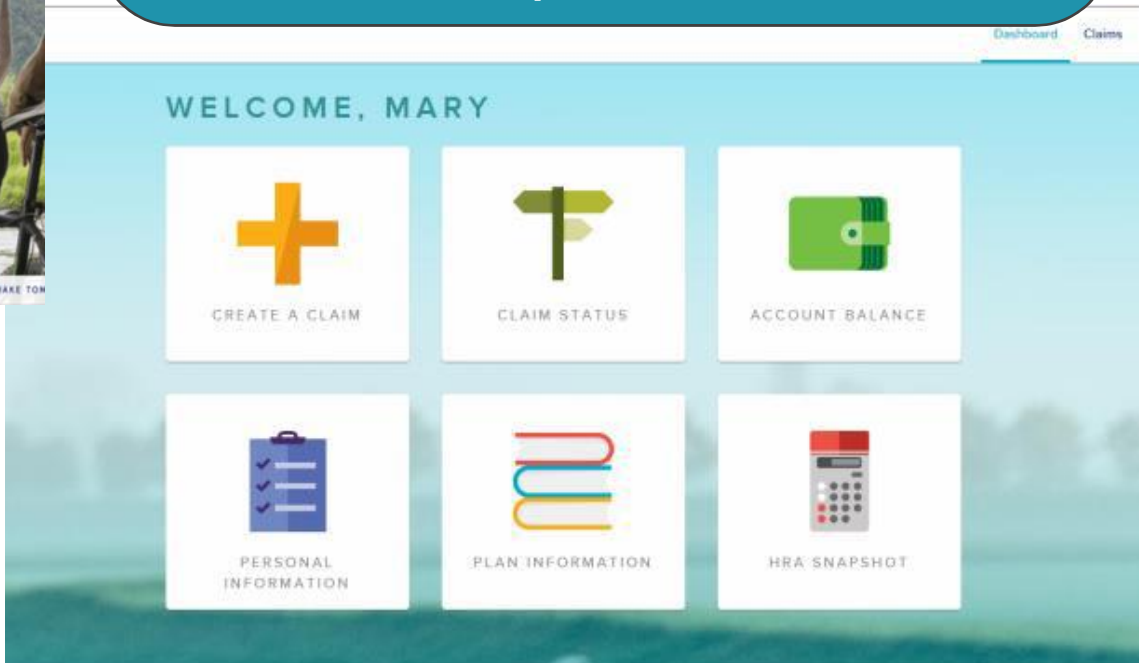 Dashboard Claims
WELCOME, MARY
CREATE A CLAIM
CLAIM STATUS
ACCOUNT BALANCE
PERSONAL
INFORMATION
PLAN INFORMATION
HRA SNAPSHOT